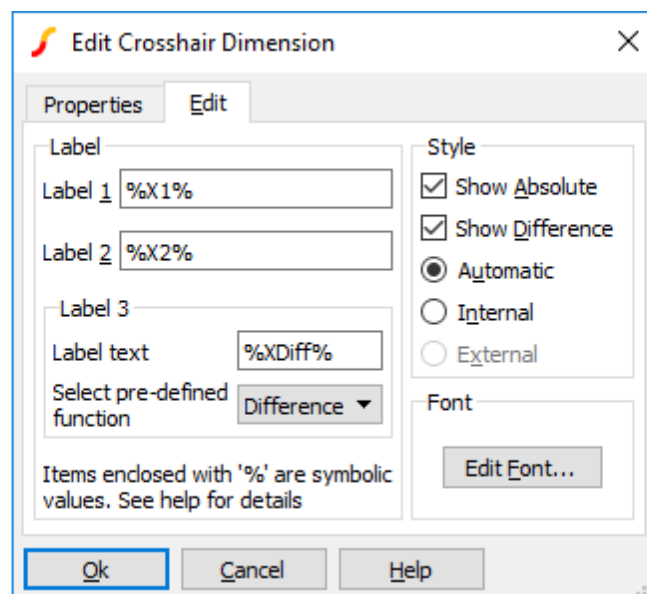 Edit Crosshair Dimension
Properties
Edit
Label
Label 1
%X1%
Label 2
%X2%
Label 3
Label text
%XDiff%
Select pre-defined
function
Difference
Items enclosed with '%' are symbolic
values. See help for details
Style
Show Absolute
Show Difference
Automatic
Internal
External
Font
Edit Font...
Ok
Cancel
Help